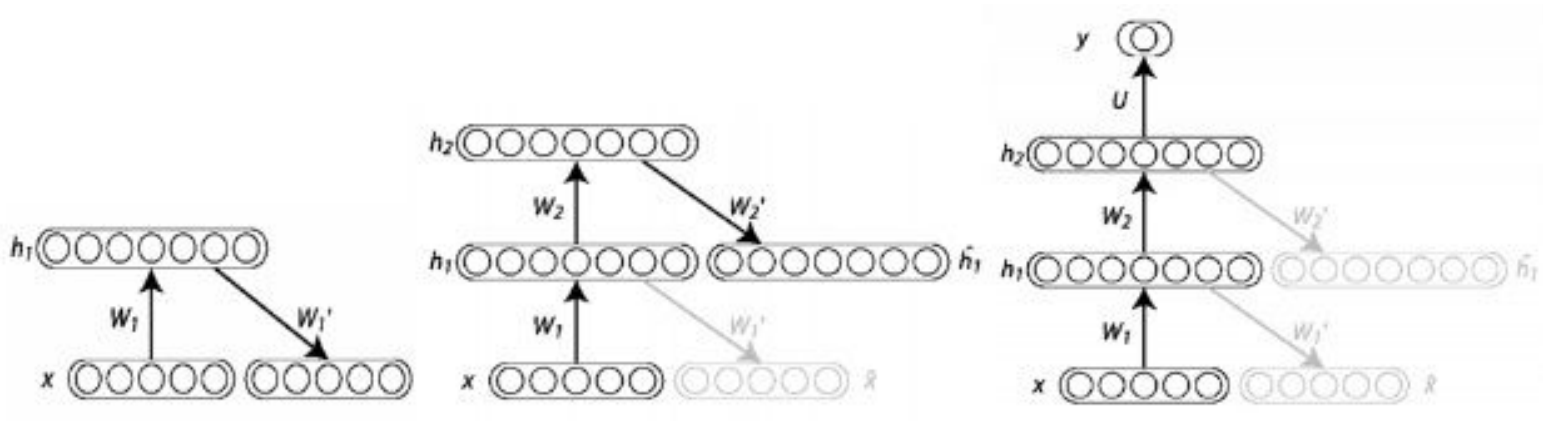 h₁
W₁
W₁'
x
h₂
W₂
W₂'
h₁
ĥ₁
W₁
W₁'
x
x̂
y
U
h₂
W₂
W₂'
h₁
ĥ₁
W₁
W₁'
x
x̂